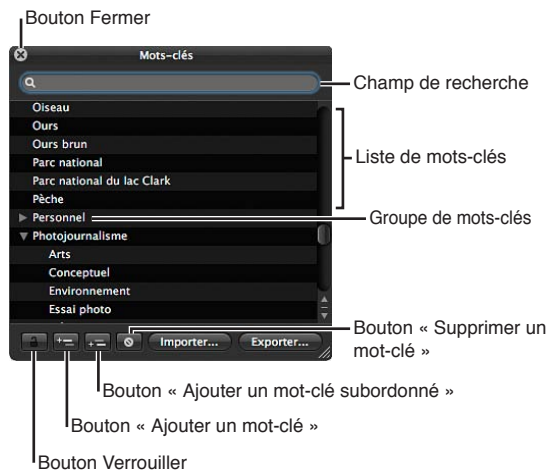 Bouton Fermer
Mots-clés
Champ de recherche
Oiseau
Ours
Ours brun
Parc national
Parc national du lac Clark
Pèche
Liste de mots-clés
Personnel
Groupe de mots-clés
Photojournalisme
Arts
Conceptuel
Environnement
Essai photo
Importer...
Exporter...
Bouton « Supprimer un
mot-clé »
Bouton « Ajouter un mot-clé subordonné »
Bouton « Ajouter un mot-clé »
Bouton Verrouiller